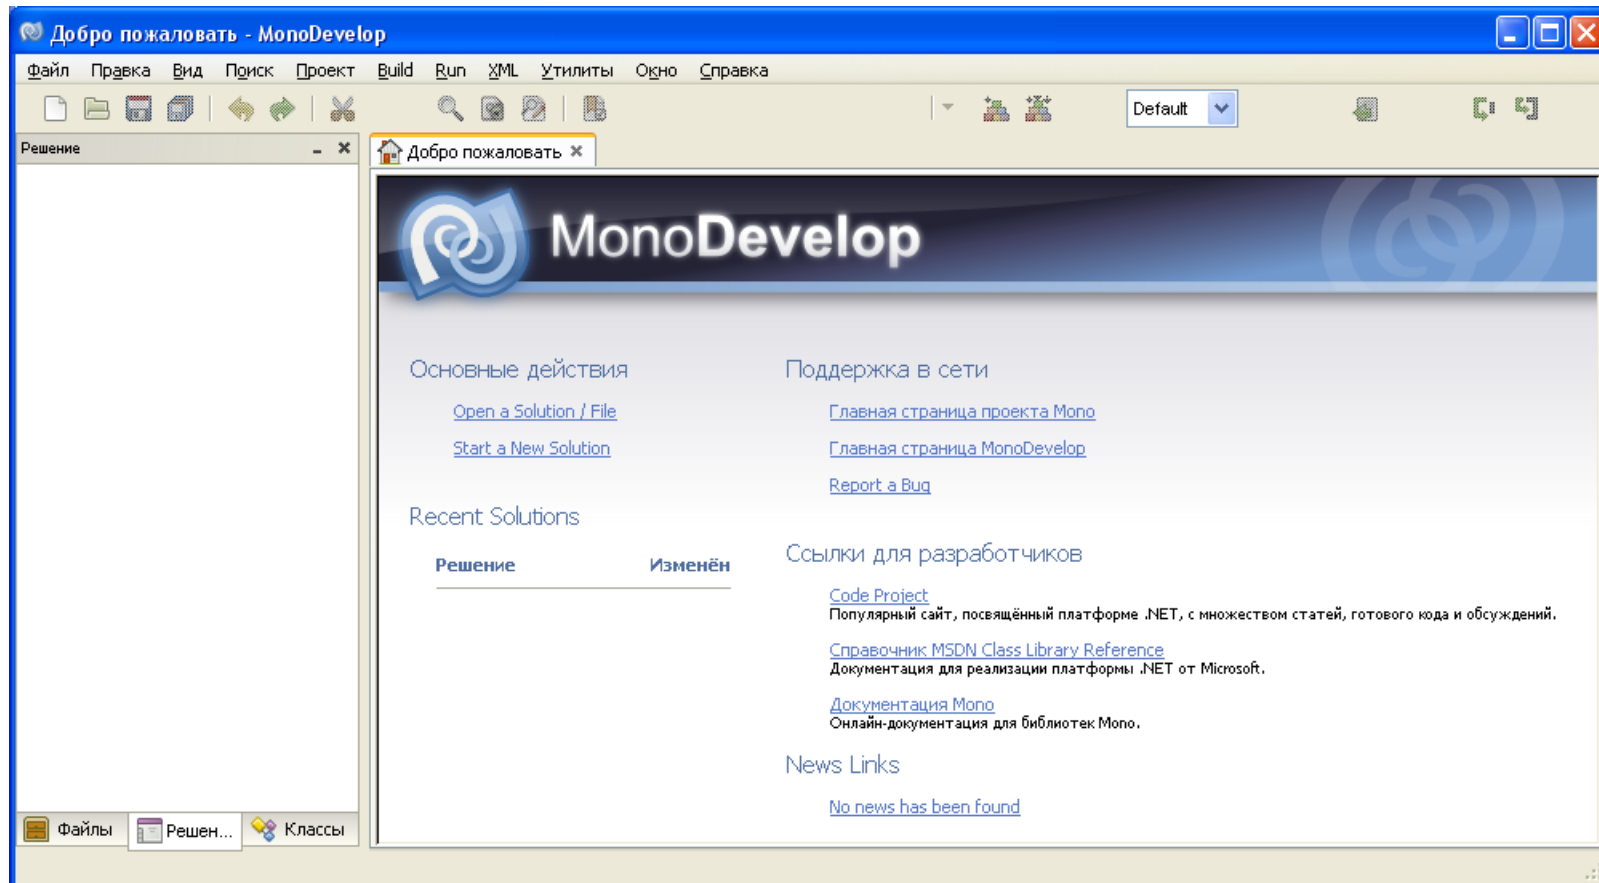 Добро пожаловать - MonoDevelop
Файл Правка Вид Поиск Проект Build Run XML Утилиты Окно Справка
Default
Решение
Добро пожаловать
MonoDevelop
Основные действия
Open a Solution / File
Start a New Solution
Recent Solutions
Решение Изменён
Поддержка в сети
Главная страница проекта Mono
Главная страница MonoDevelop
Report a Bug
Ссылки для разработчиков
Code Project
Популярный сайт, посвящённый платформе .NET, с множеством статей, готового кода и обсуждений.
Справочник MSDN Class Library Reference
Документация для реализации платформы .NET от Microsoft.
Документация Mono
Онлайн-документация для библиотек Mono.
News Links
No news has been found
Файлы Решен... Классы